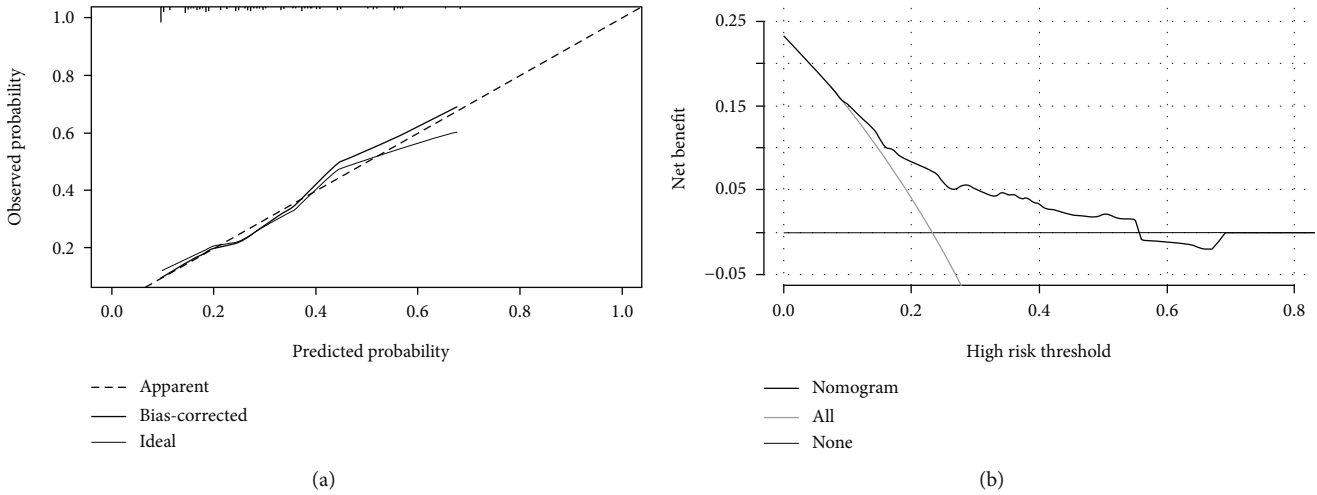 1.0
0.8
0.6
0.4
0.2
Observed probability
0.0 0.2 0.4 0.6 0.8 1.0
Predicted probability
Apparent
Bias-corrected
Ideal
(a)
0.25
0.15
0.05
−0.05
Net benefit
0.0 0.2 0.4 0.6 0.8
High risk threshold
Nomogram
All
None
(b)